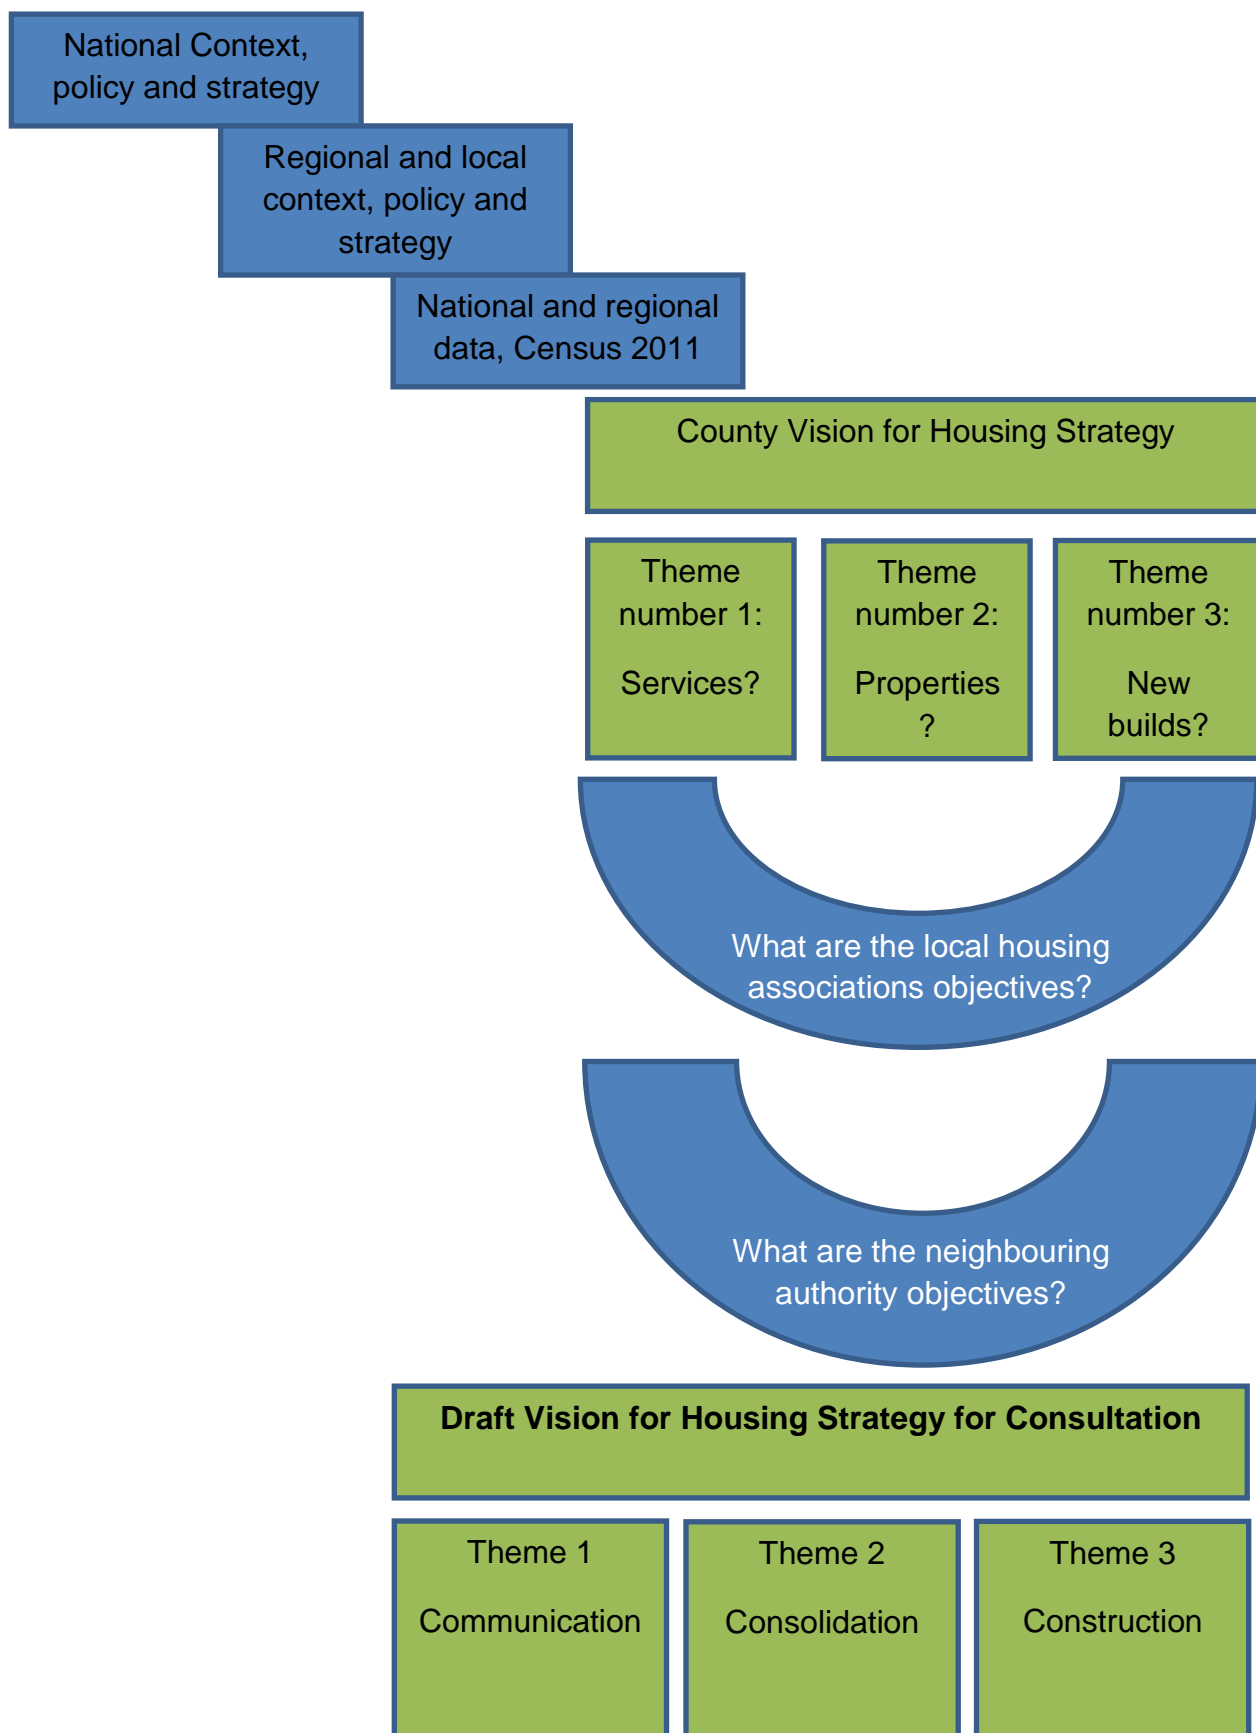 National Context,
policy and strategy
Regional and local
context, policy and
strategy
National and regional
data, Census 2011
County Vision for Housing Strategy
Theme
number 1:
Services?
Theme
number 2:
Properties
?
Theme
number 3:
New
builds?
What are the local housing
associations objectives?
What are the neighbouring
authority objectives?
Draft Vision for Housing Strategy for Consultation
Theme 1
Communication
Theme 2
Consolidation
Theme 3
Construction